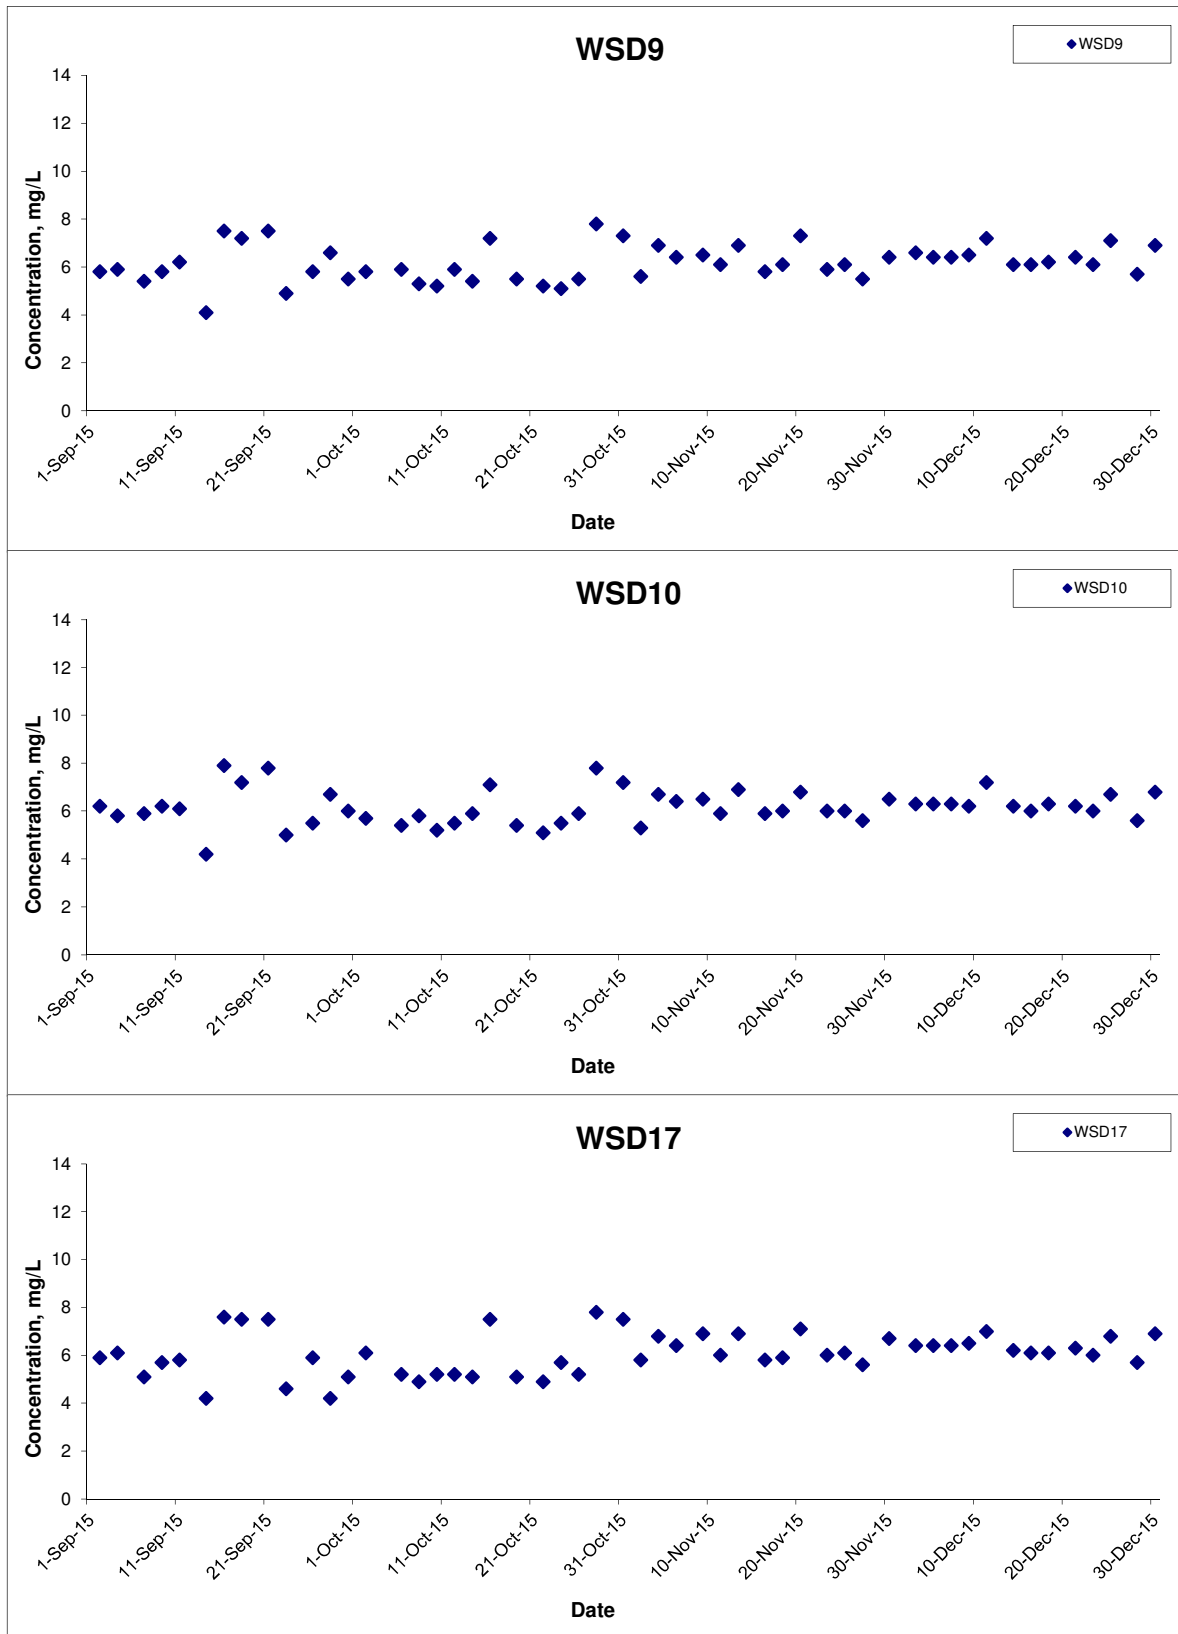 WSD9
WSD9
14
12
10
8
6
4
2
0
Concentration, mg/L
1-Sep-15
11-Sep-15
21-Sep-15
1-Oct-15
11-Oct-15
21-Oct-15
31-Oct-15
10-Nov-15
20-Nov-15
30-Nov-15
10-Dec-15
20-Dec-15
30-Dec-15
Date
WSD10
WSD10
14
12
10
8
6
4
2
0
Concentration, mg/L
1-Sep-15
11-Sep-15
21-Sep-15
1-Oct-15
11-Oct-15
21-Oct-15
31-Oct-15
10-Nov-15
20-Nov-15
30-Nov-15
10-Dec-15
20-Dec-15
30-Dec-15
Date
WSD17
WSD17
14
12
10
8
6
4
2
0
Concentration, mg/L
1-Sep-15
11-Sep-15
21-Sep-15
1-Oct-15
11-Oct-15
21-Oct-15
31-Oct-15
10-Nov-15
20-Nov-15
30-Nov-15
10-Dec-15
20-Dec-15
30-Dec-15
Date